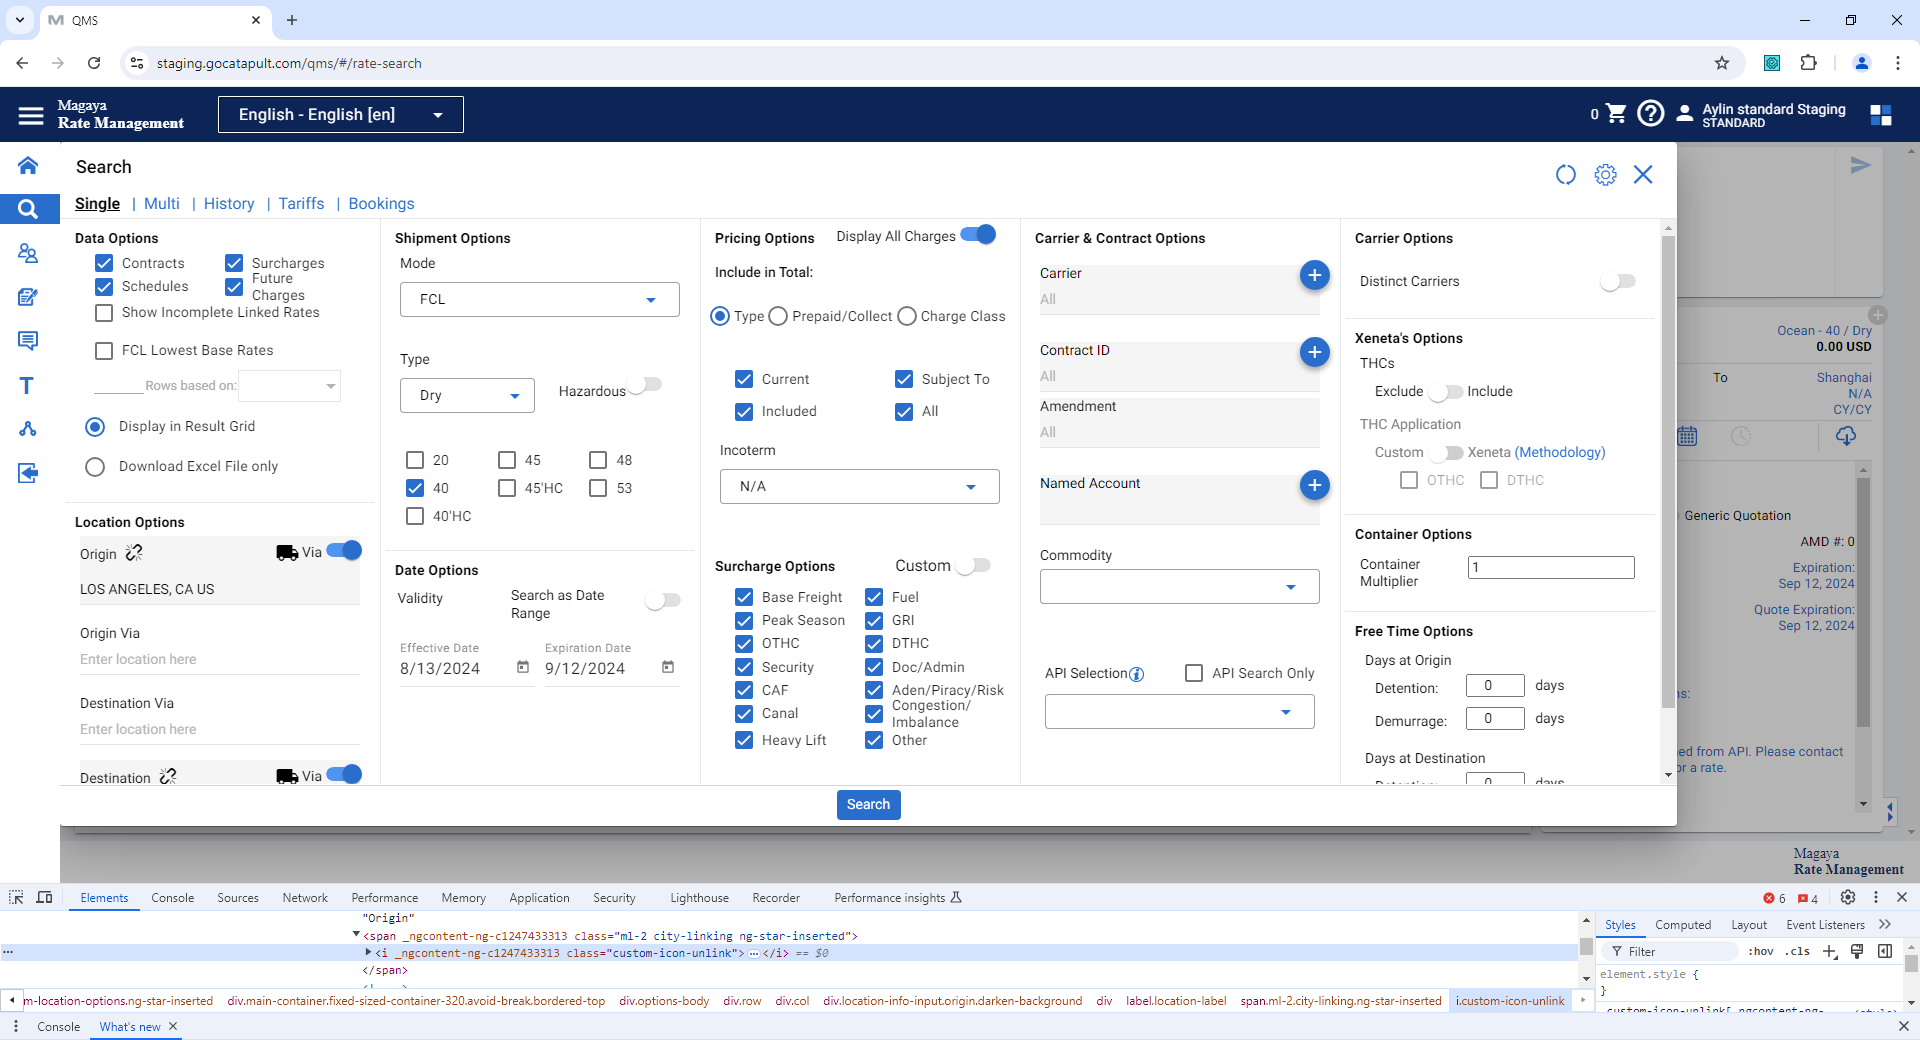 QMS
staging.gocatapult.com/qms/#/rate-search
Magaya
Rate Management
English - English [en]
0
Aylin standard Staging
STANDARD
Search
Single | Multi | History | Tariffs | Bookings
Data Options
Contracts
Surcharges
Schedules
Future
Charges
Show Incomplete Linked Rates
FCL Lowest Base Rates
Rows based on:
Display in Result Grid
Download Excel File only
Location Options
Origin
Via
LOS ANGELES, CA US
Origin Via
Enter location here
Destination Via
Enter location here
Destination
Via
Shipment Options
Mode
FCL
Type
Dry
Hazardous
20
45
48
40
45'HC
53
40'HC
Date Options
Validity
Search as Date
Range
Effective Date
Expiration Date
8/13/2024
9/12/2024
Pricing Options
Display All Charges
Include in Total:
Type
Prepaid/Collect
Charge Class
Current
Subject To
Included
All
Incoterm
N/A
Surcharge Options
Custom
Base Freight
Fuel
Peak Season
GRI
OTHC
DTHC
Security
Doc/Admin
CAF
Aden/Piracy/Risk
Canal
Congestion/
Imbalance
Heavy Lift
Other
Carrier & Contract Options
Carrier
All
Contract ID
All
Amendment
All
Named Account
Commodity
API Selection
API Search Only
Carrier Options
Distinct Carriers
Xeneta's Options
THCs
Exclude
Include
THC Application
Custom
Xeneta (Methodology)
OTHC
DTHC
Container Options
Container
Multiplier
1
Free Time Options
Days at Origin
Detention:
0
days
Demurrage:
0
days
Days at Destination
Detention:
0
days
Search
Ocean - 40 / Dry
0.00 USD
To
Shanghai
N/A
CY/CY
Generic Quotation
AMD #: 0
Expiration:
Sep 12, 2024
Quote Expiration:
Sep 12, 2024
ns:
ed from API. Please contact
or a rate.
Magaya
Rate Management
Elements
Console
Sources
Network
Performance
Memory
Application
Security
Lighthouse
Recorder
Performance insights
6
4
"Origin"
<span _ngcontent-ng-c1247433313 class="ml-2 city-linking ng-star-inserted">
<i _ngcontent-ng-c1247433313 class="custom-icon-unlink"> … </i> == $0
</span>
m-location-options.ng-star-inserted
div.main-container.fixed-sized-container-320.avoid-break.bordered-top
div.options-body
div.row
div.col
div.location-info-input.origin.darken-background
div
label.location-label
span.ml-2.city-linking.ng-star-inserted
i.custom-icon-unlink
Styles
Computed
Layout
Event Listeners
Filter
:hov
.cls
element.style {
}
Console
What's new